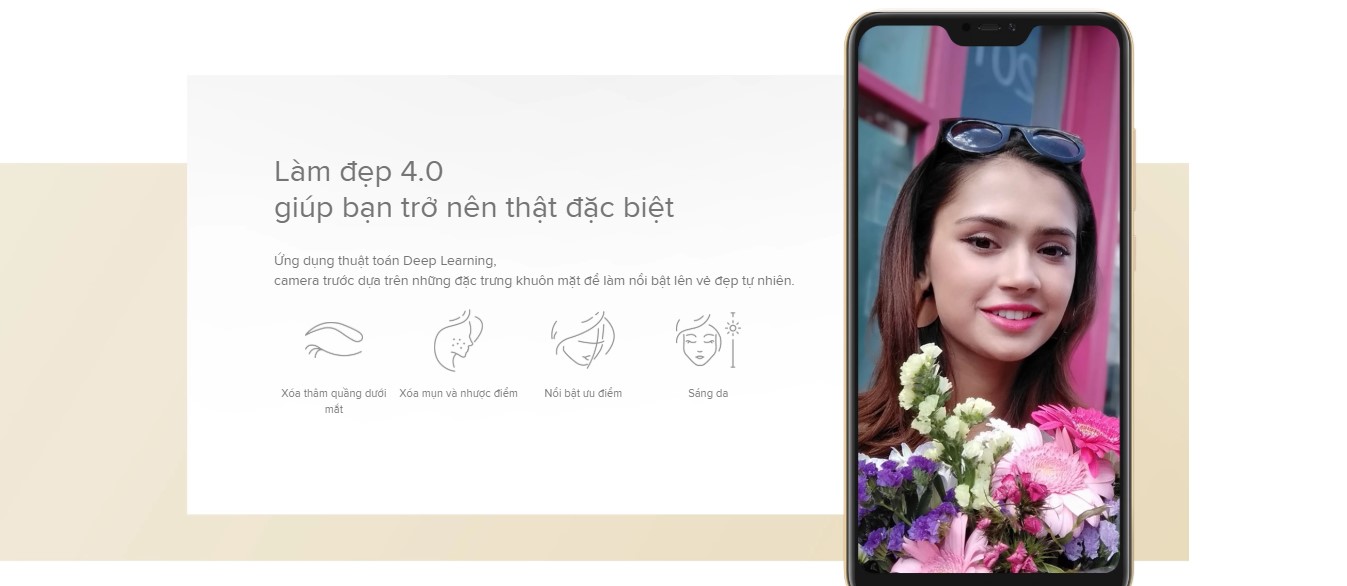 Làm đẹp 4.0
giúp bạn trở nên thật đặc biệt
Ứng dụng thuật toán Deep Learning,
camera trước dựa trên những đặc trưng khuôn mặt để làm nổi bật lên vẻ đẹp tự nhiên.
Xóa thâm quầng dưới
mắt
Xóa mụn và nhược điểm
Nổi bật ưu điểm
Sáng da